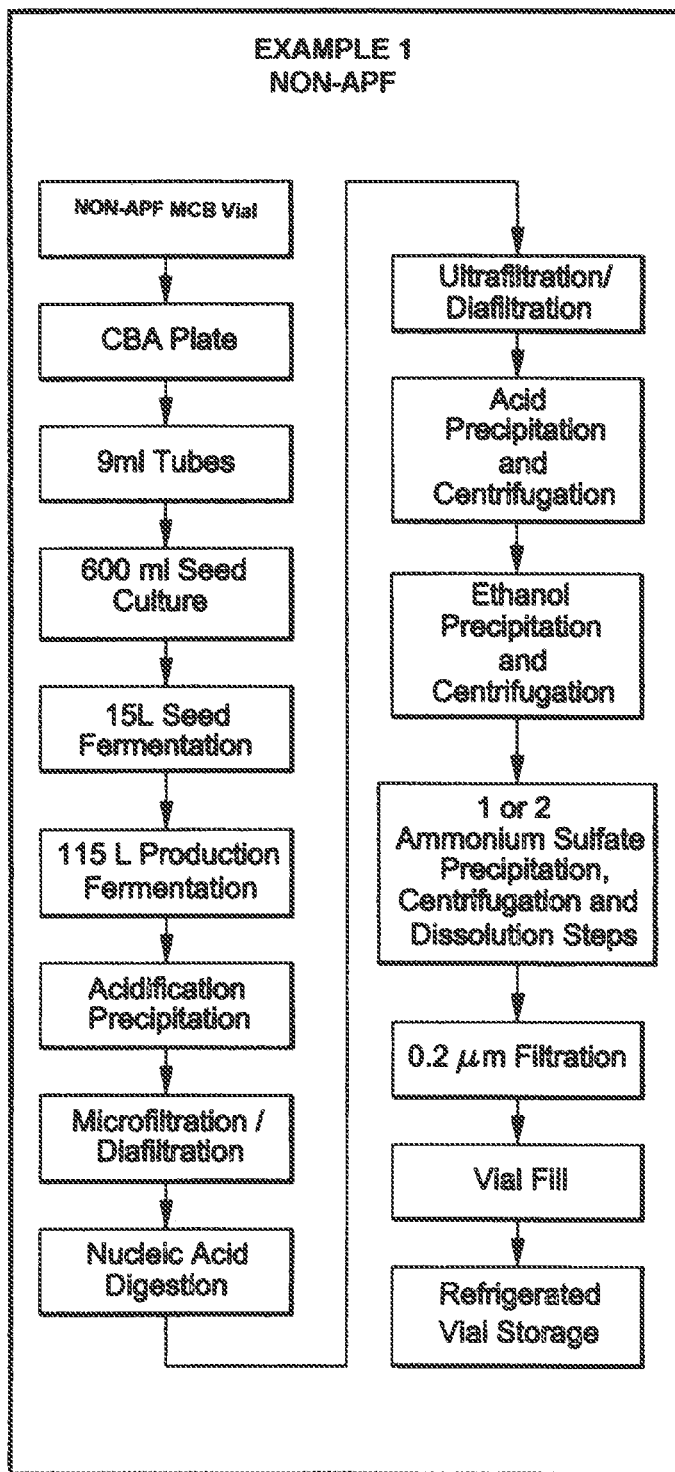 EXAMPLE 1
NON-APF
NON-APF MCB Vial
CBA Plate
9ml Tubes
600 ml Seed
Culture
15L Seed
Fermentation
115 L Production
Fermentation
Acidification
Precipitation
Microfiltration /
Diafiltration
Nucleic Acid
Digestion
Ultrafiltration/
Diafiltration
Acid
Precipitation
and
Centrifugation
Ethanol
Precipitation
and
Centrifugation
1 or 2
Ammonium Sulfate
Precipitation,
Centrifugation and
Dissolution Steps
0.2 μm Filtration
Vial Fill
Refrigerated
Vial Storage